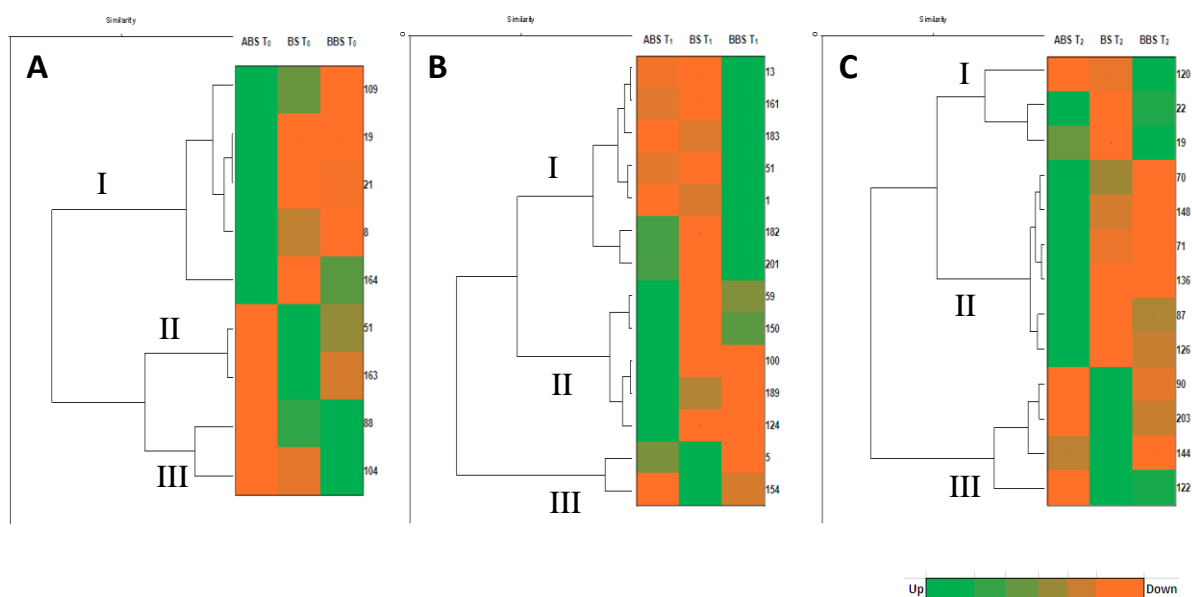 Similarity
ABS T₀ BS T₀ BBS T₀
A
I
II
III
109
19
21
8
164
51
163
88
104
Similarity
0
ABS T₁ BS T₁ BBS T₁
B
I
II
III
13
161
183
51
1
182
201
59
150
100
189
124
5
154
Similarity
0
ABS T₂ BS T₂ BBS T₂
C
I
II
III
120
22
19
70
148
71
136
87
126
90
203
144
122
Up Down